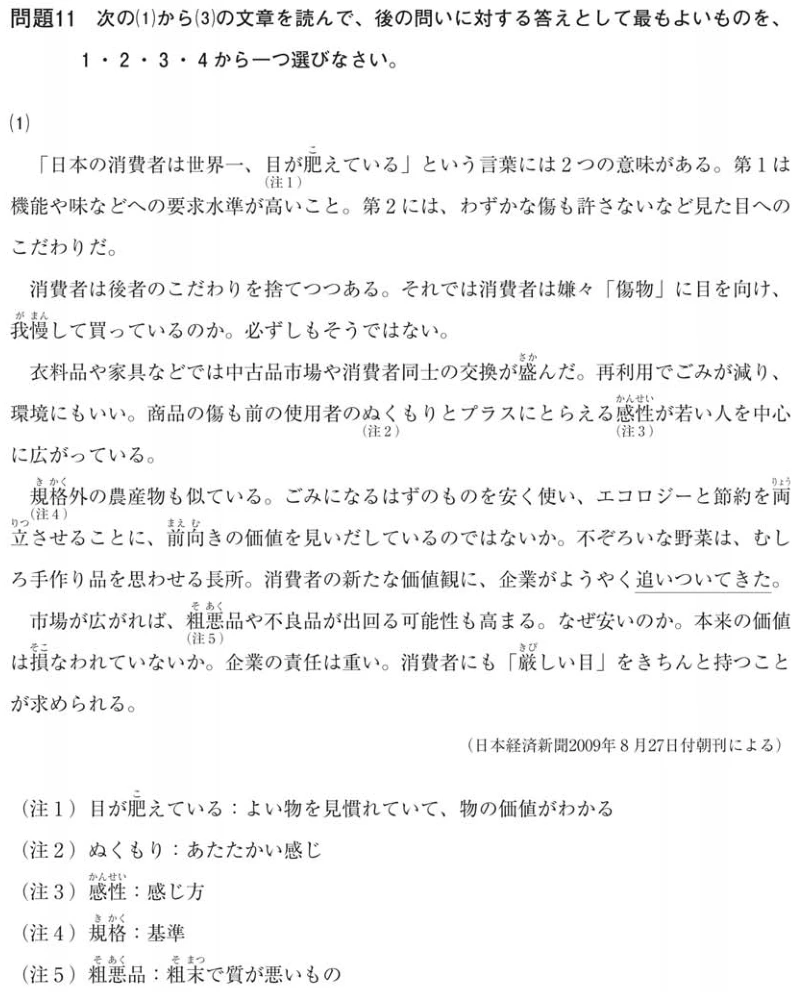 問題11　次の⑴から⑶の文章を読んで、後の問いに対する答えとして最もよいものを、
1・2・3・4から一つ選びなさい。
⑴
「日本の消費者は世界一、目が肥えている」という言葉には2つの意味がある。第1は
機能や味などへの要求水準が高いこと。第2には、わずかな傷も許さないなど見た目への
こだわりだ。
消費者は後者のこだわりを捨てつつある。それでは消費者は嫌々「傷物」に目を向け、
我慢して買っているのか。必ずしもそうではない。
衣料品や家具などでは中古品市場や消費者同士の交換が盛んだ。再利用でごみが減り、
環境にもいい。商品の傷も前の使用者のぬくもりとプラスにとらえる感性が若い人を中心
に広がっている。
規格外の農産物も似ている。ごみになるはずのものを安く使い、エコロジーと節約を両
立させることに、前向きの価値を見いだしているのではないか。不ぞろいな野菜は、むし
ろ手作り品を思わせる長所。消費者の新たな価値観に、企業がようやく追いついてきた。
市場が広がれば、粗悪品や不良品が出回る可能性も高まる。なぜ安いのか。本来の価値
は損なわれていないか。企業の責任は重い。消費者にも「厳しい目」をきちんと持つこと
が求められる。
（日本経済新聞2009年8月27日付朝刊による）
（注1）目が肥えている：よい物を見慣れていて、物の価値がわかる
（注2）ぬくもり：あたたかい感じ
（注3）感性：感じ方
（注4）規格：基準
（注5）粗悪品：粗末で質が悪いもの